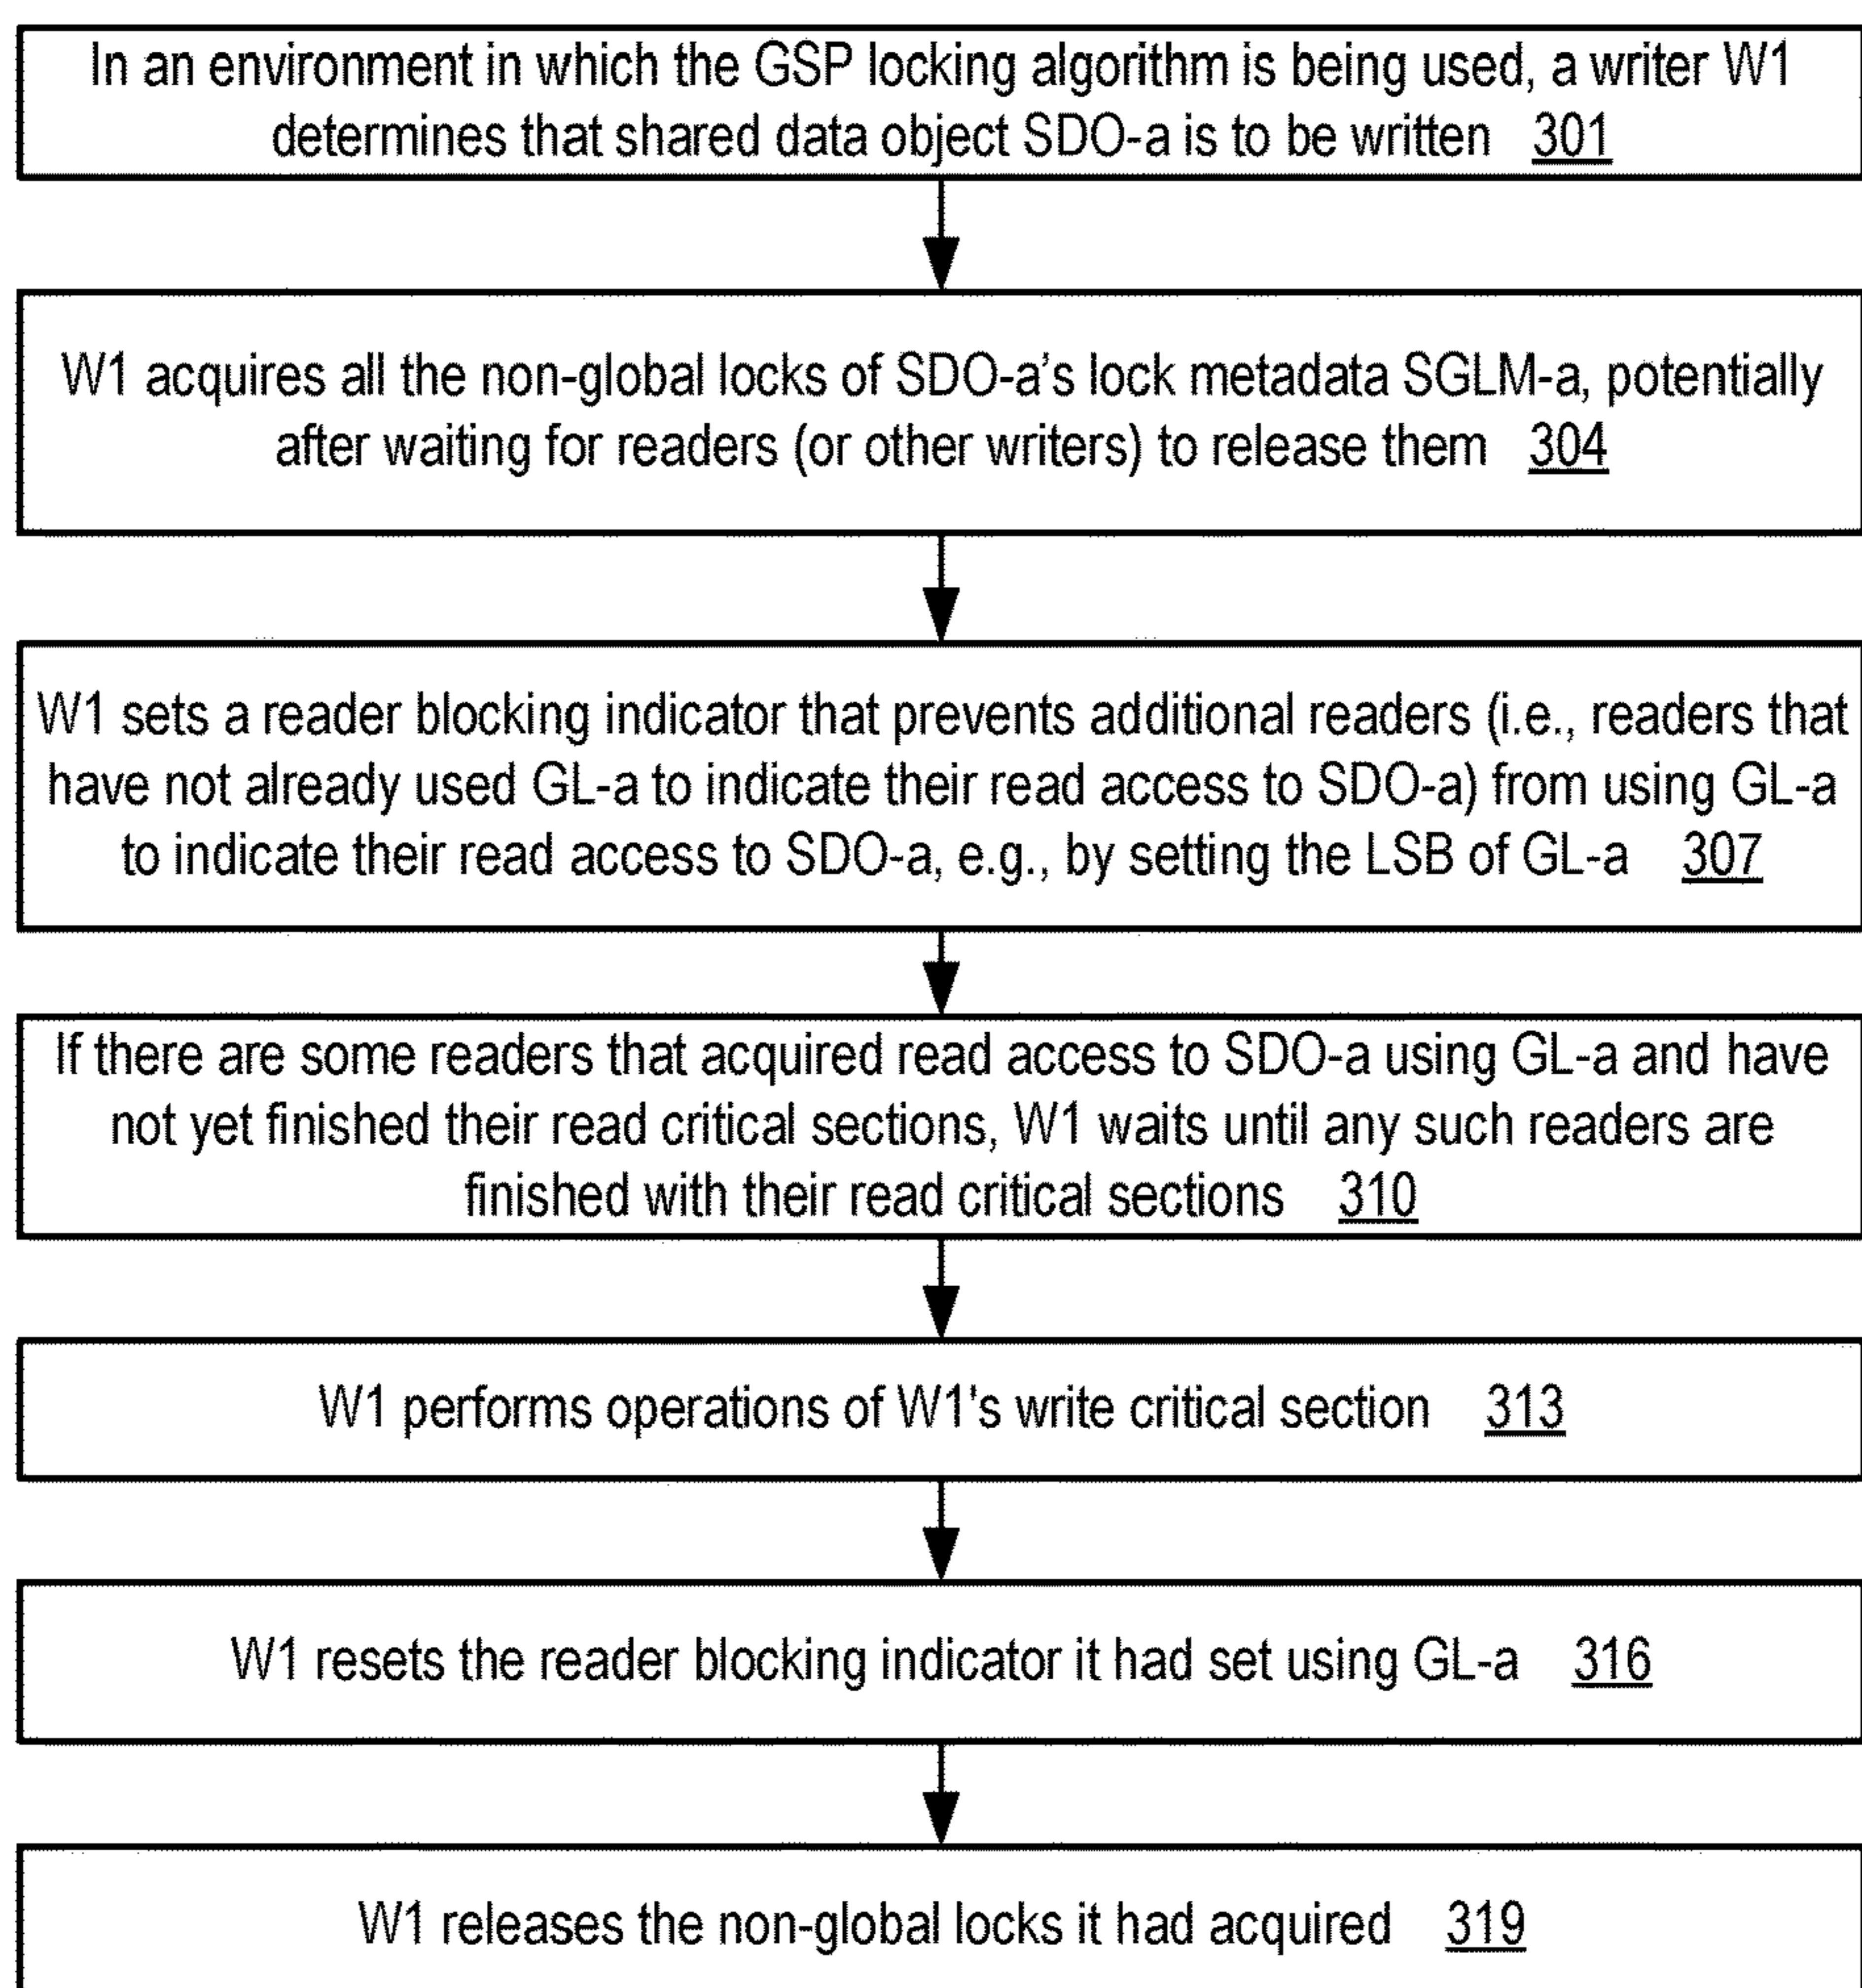 In an environment in which the GSP locking algorithm is being used, a writer W1
determines that shared data object SDO-a is to be written 301
W1 acquires all the non-global locks of SDO-a's lock metadata SGLM-a, potentially
after waiting for readers (or other writers) to release them 304
W1 sets a reader blocking indicator that prevents additional readers (i.e., readers that
have not already used GL-a to indicate their read access to SDO-a) from using GL-a
to indicate their read access to SDO-a, e.g., by setting the LSB of GL-a 307
If there are some readers that acquired read access to SDO-a using GL-a and have
not yet finished their read critical sections, W1 waits until any such readers are
finished with their read critical sections 310
W1 performs operations of W1's write critical section 313
W1 resets the reader blocking indicator it had set using GL-a 316
W1 releases the non-global locks it had acquired 319